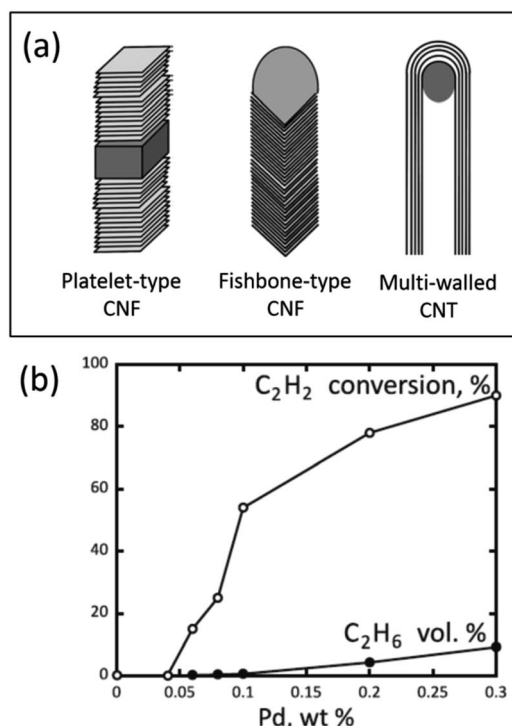 (a)
Platelet-type Fishbone-type Multi-walled
CNF CNF CNT
(b)
100
C₂H₂ conversion, %
80
60
40
20
C₂H₆ vol. %
0
0 0.05 0.1 0.15 0.2 0.25 0.3
Pd, wt %